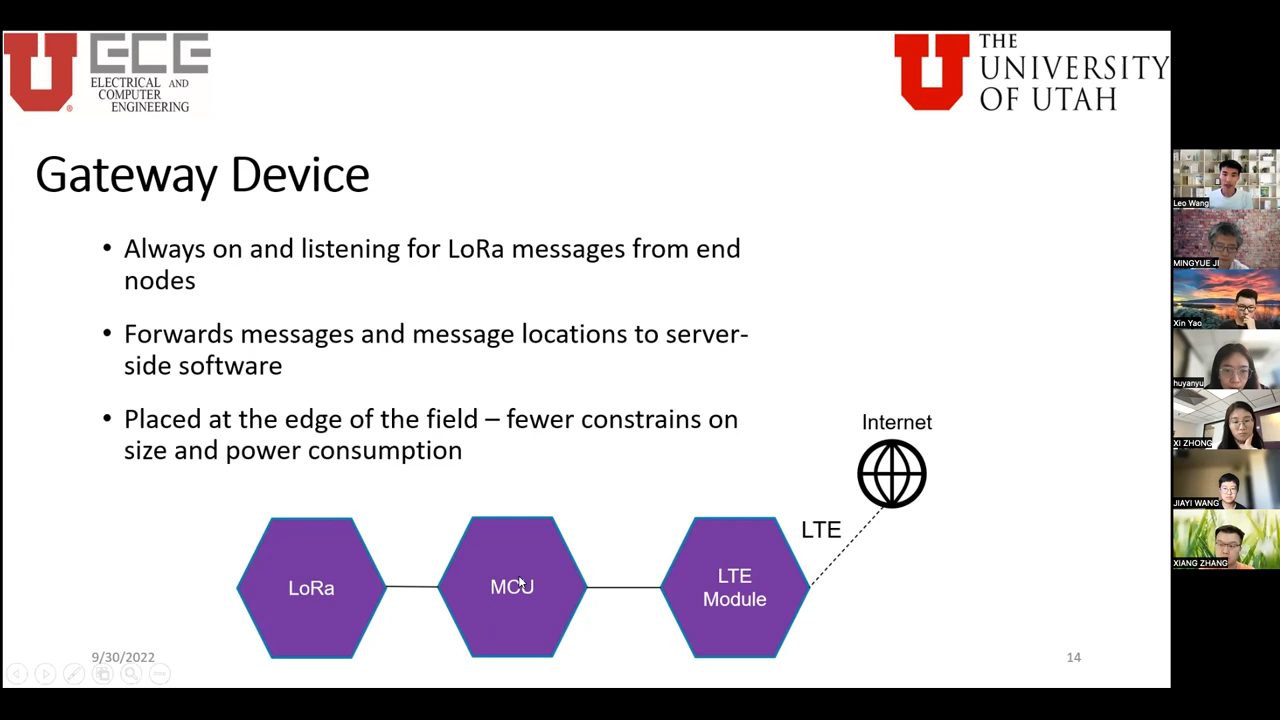 ECE
ELECTRICAL AND
COMPUTER
ENGINEERING
THE
UNIVERSITY
OF UTAH
Gateway Device
• Always on and listening for LoRa messages from end
nodes
• Forwards messages and message locations to server-
side software
• Placed at the edge of the field – fewer constrains on
size and power consumption
Internet
LTE
LoRa
MCU
LTE
Module
9/30/2022
14
Leo Wang
MINGYUE JI
Xin Yao
huyanyu
XI ZHONG
JIAYI WANG
XIANG ZHANG